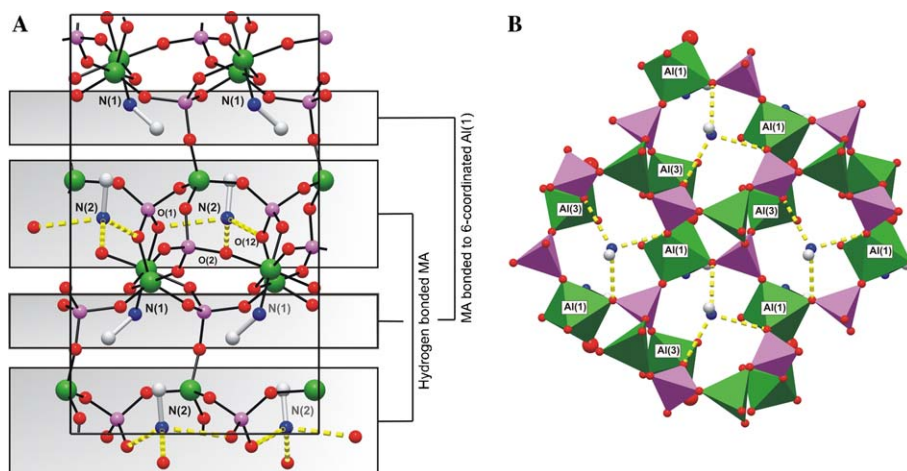 A
B
N(1)
N(1)
N(2)
O(1)
N(2)
O(12)
O(2)
N(1)
N(1)
N(2)
N(2)
Hydrogen bonded MA
MA bonded to 6-coordinated Al(1)
Al(1)
Al(1)
Al(3)
Al(3)
Al(3)
Al(1)
Al(1)
Al(1)
Al(1)
Al(3)
Al(1)